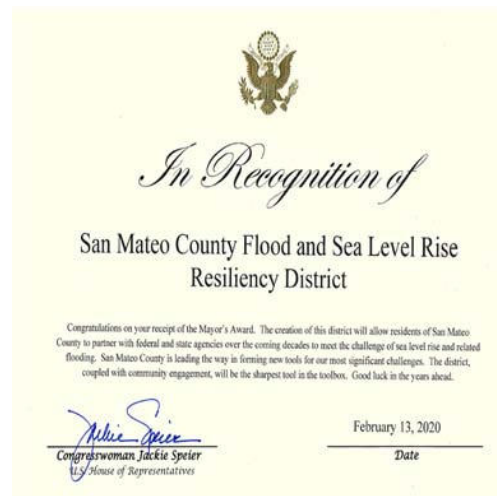 In Recognition of
San Mateo County Flood and Sea Level Rise
Resiliency District
Congratulations on your receipt of the Mayor's Award. The creation of this district will allow residents of San Mateo
County to partner with federal and state agencies over the coming decades to meet the challenge of sea level rise and related
flooding. San Mateo County is leading the way in forming new tools for our most significant challenges. The district,
coupled with community engagement, will be the sharpest tool in the toolbox. Good luck in the years ahead.
Jackie Speier
February 13, 2020
Congresswoman Jackie Speier
Date
U.S. House of Representatives